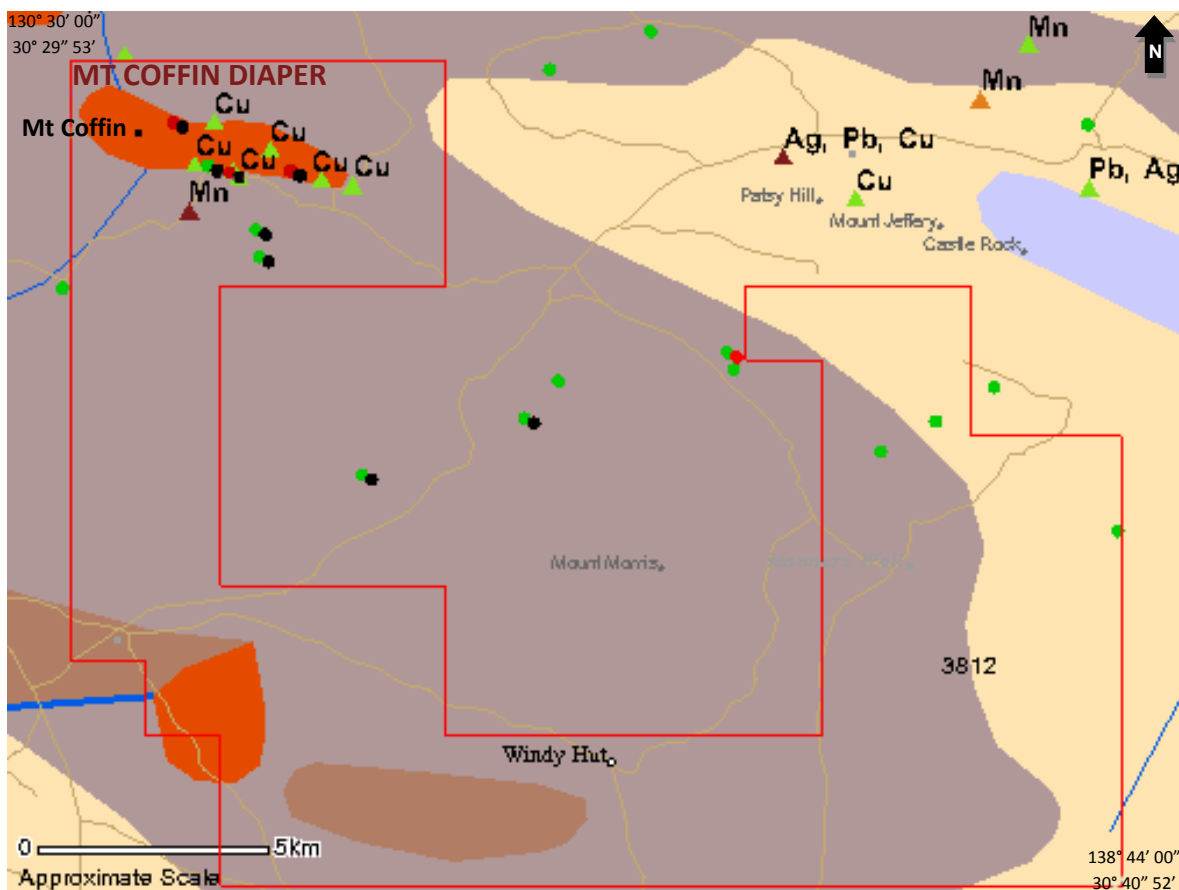 130° 30’ 00”
30° 29” 53’
MT COFFIN DIAPER
N
Mn
Mn
Cu
Mt Coffin
Cu
Cu
Cu
Cu
Cu
Mn
Ag, Pb, Cu
Cu
Pb, Ag
Patsy Hill
Mount Jeffery
Castle Rock
Mount Morris
3812
Windy Hut
0 5km
Approximate Scale
138° 44’ 00”
30° 40” 52’